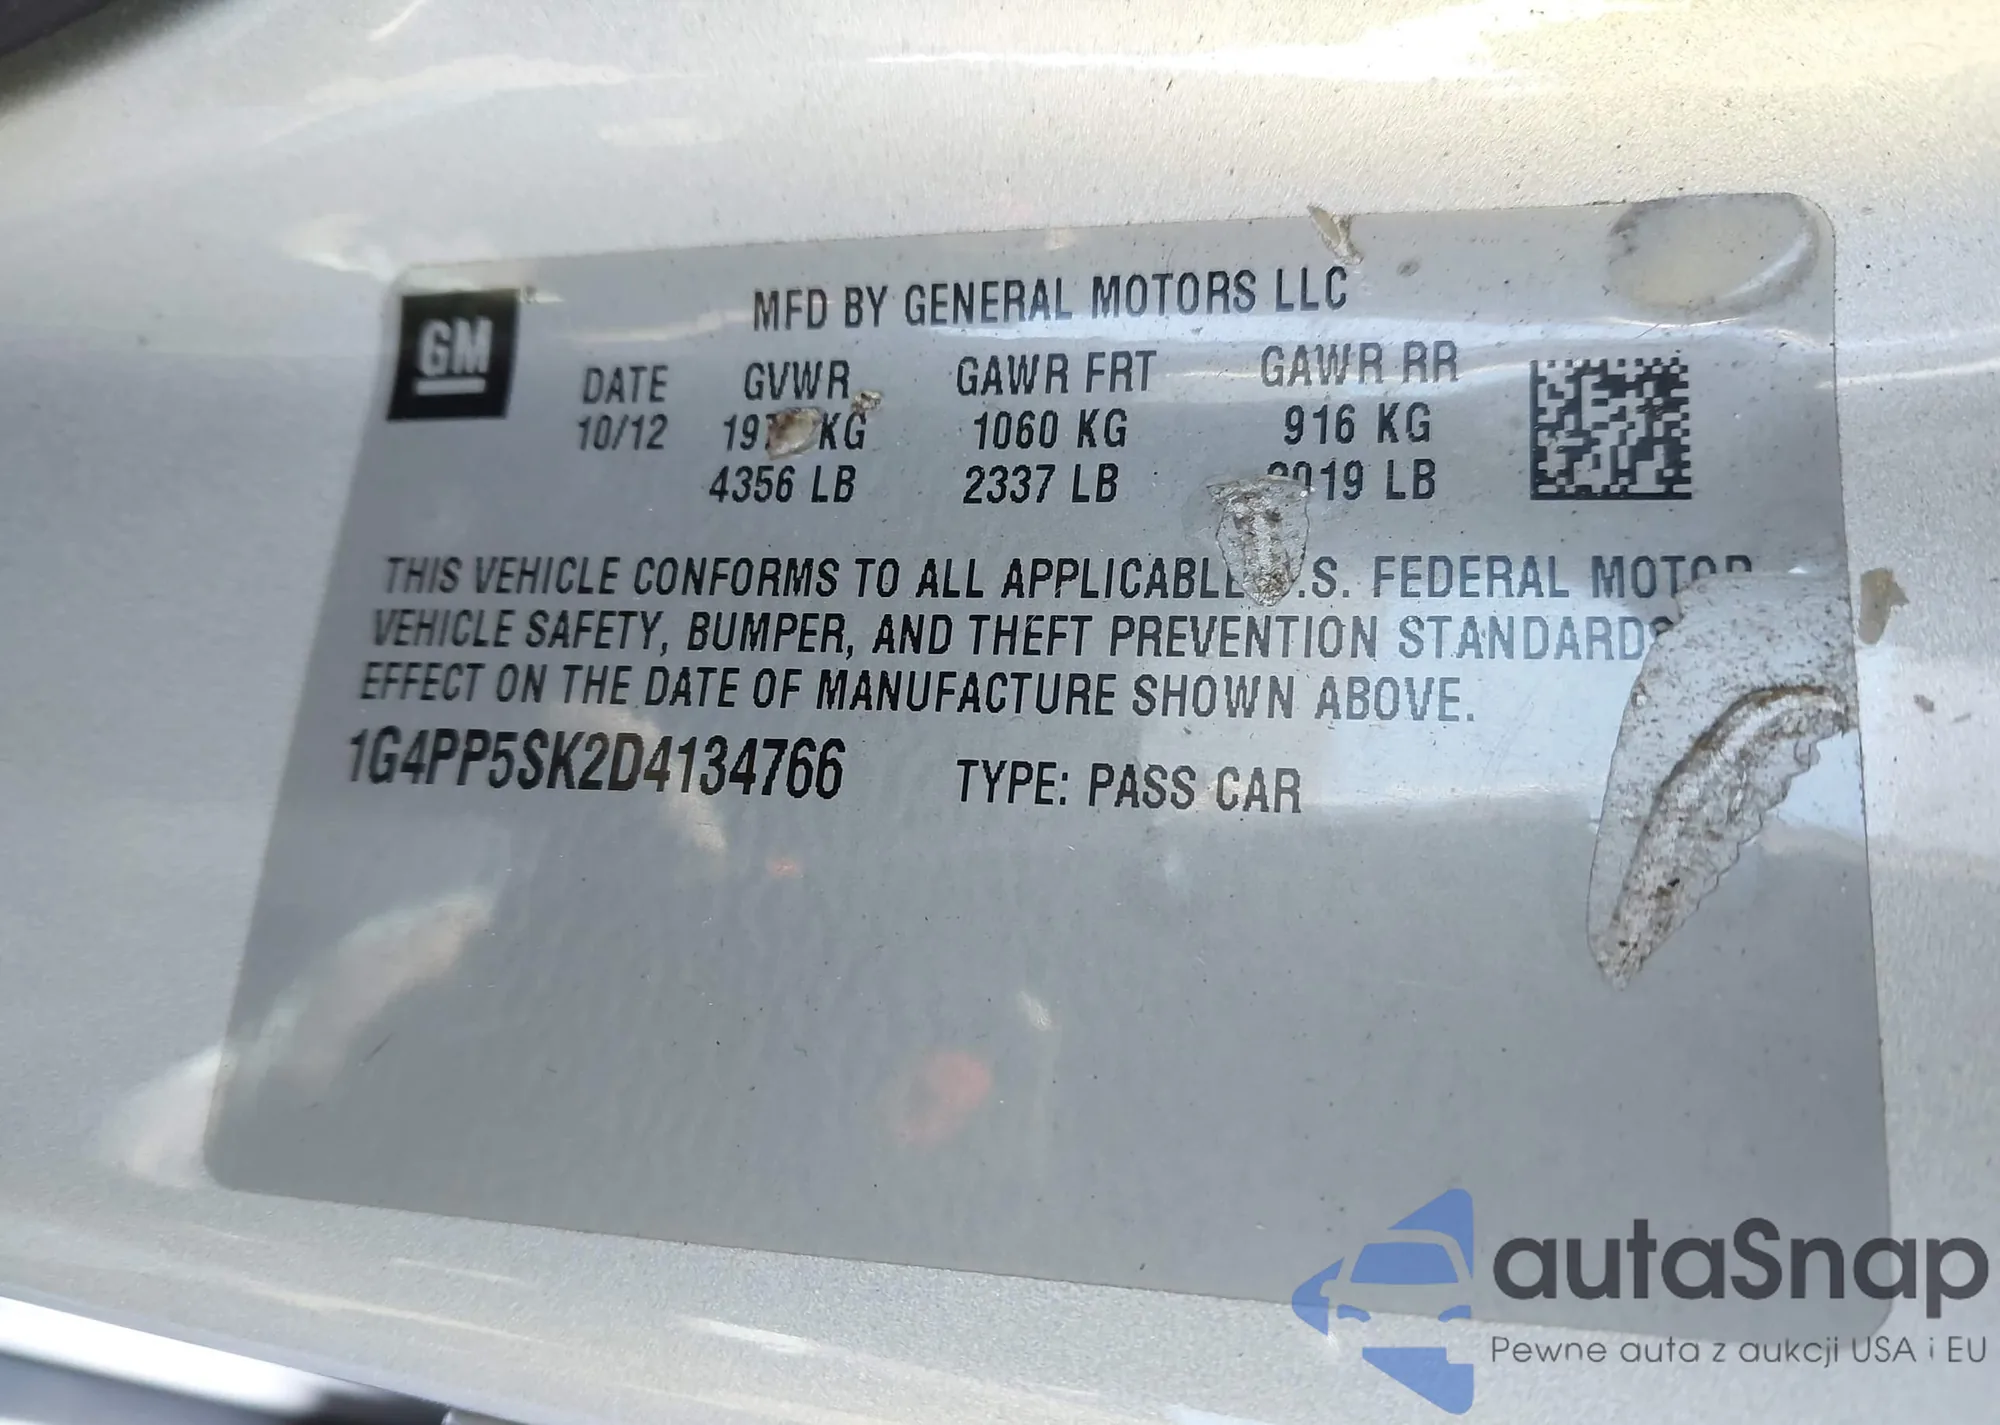 MFD BY GENERAL MOTORS LLC
GM
DATE GVWR GAWR FRT GAWR RR
10/12 KG 1060 KG 916 KG
4356 LB 2337 LB LB
THIS VEHICLE CONFORMS TO ALL APPLICABLE .S. FEDERAL MOTOR
VEHICLE SAFETY, BUMPER, AND THEFT PREVENTION STANDARDS
EFFECT ON THE DATE OF MANUFACTURE SHOWN ABOVE.
1G4PP5SK2D4134766 TYPE: PASS CAR
autaSnap
Pewne auta z aukcji USA i EU